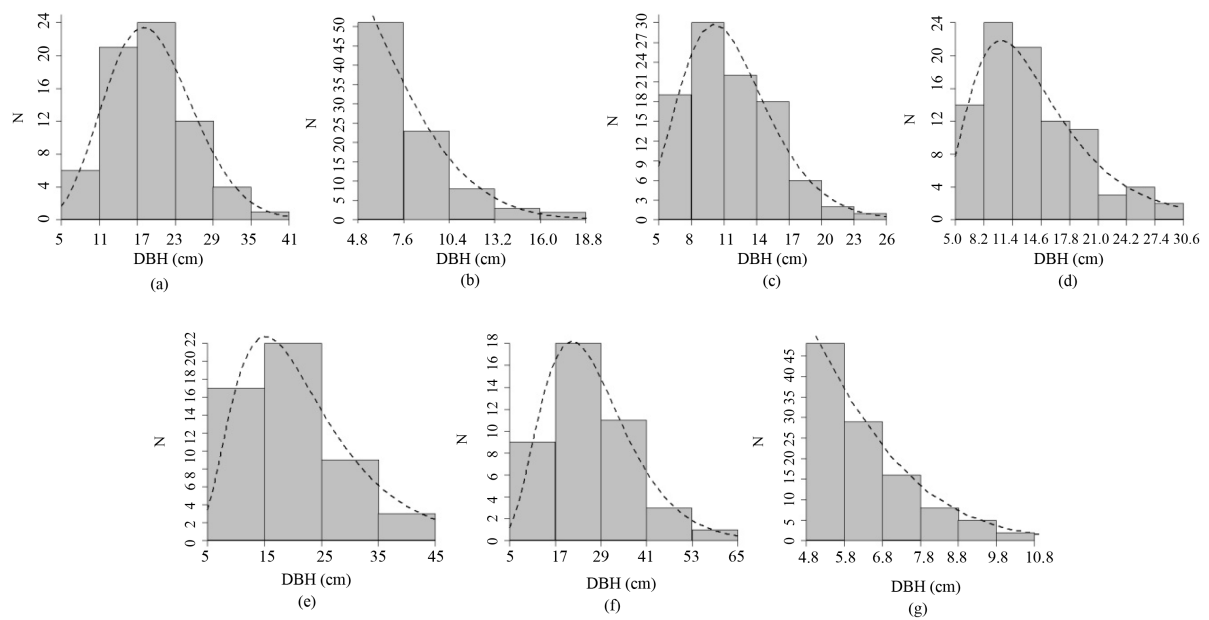 N
24
20
16
12
8
4
0
5 11 17 23 29 35 41
DBH (cm)
(a)
N
50
45
40
35
30
25
20
15
10
5
0
4.8 7.6 10.4 13.2 16.0 18.8
DBH (cm)
(b)
N
30
27
24
21
18
15
12
9
6
3
0
5 8 11 14 17 20 23 26
DBH (cm)
(c)
N
24
20
16
12
8
4
0
5.0 8.2 11.4 14.6 17.8 21.0 24.2 27.4 30.6
DBH (cm)
(d)
N
22
20
18
16
14
12
10
8
6
4
2
0
5 15 25 35 45
DBH (cm)
(e)
N
18
16
14
12
10
8
6
4
2
0
5 17 29 41 53 65
DBH (cm)
(f)
N
45
40
35
30
25
20
15
10
5
0
4.8 5.8 6.8 7.8 8.8 9.8 10.8
DBH (cm)
(g)